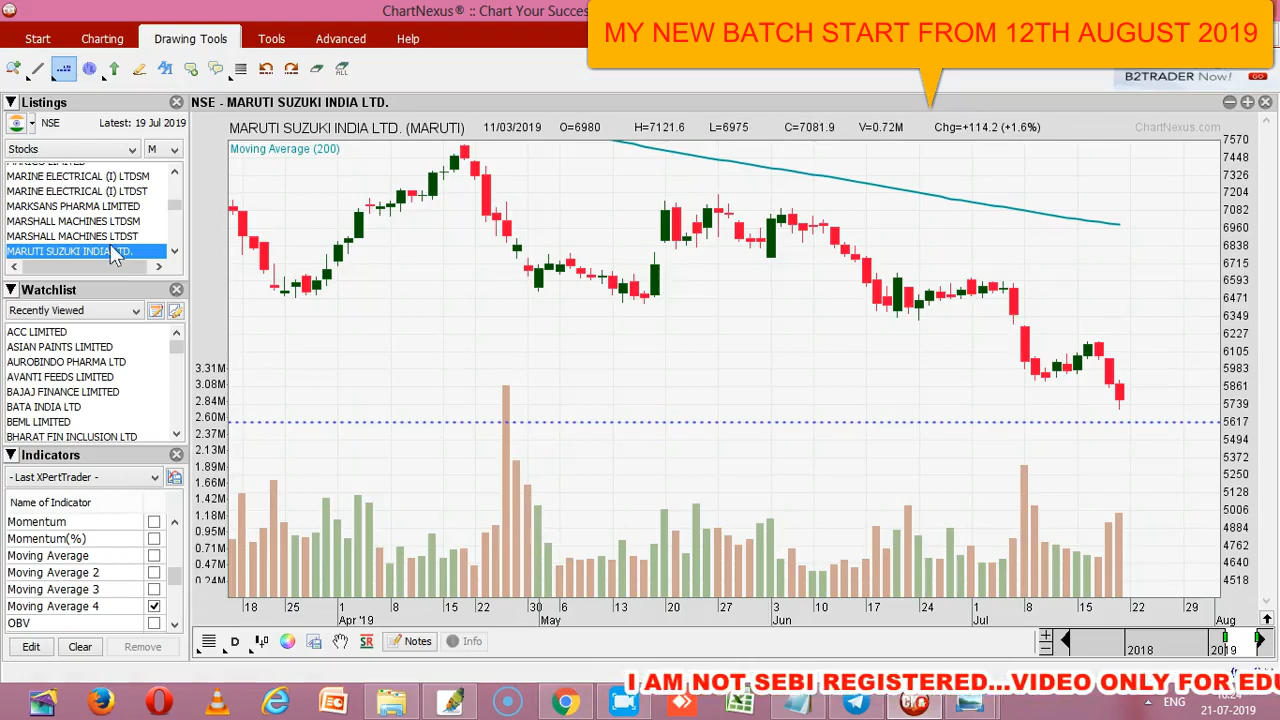 ChartNexus® :: Chart Your Succes
MY NEW BATCH START FROM 12TH AUGUST 2019
Start
Charting
Drawing Tools
Tools
Advanced
Help
ALL
B2TRADER Now!
GO
Listings
NSE - MARUTI SUZUKI INDIA LTD.
NSE
Latest: 19 Jul 2019
Stocks
M
MARICO LIMITED
MARINE ELECTRICAL (I) LTDSM
MARINE ELECTRICAL (I) LTDST
MARKSANS PHARMA LIMITED
MARSHALL MACHINES LTDSM
MARSHALL MACHINES LTDST
MARUTI SUZUKI INDIA LTD.
Watchlist
Recently Viewed
ACC LIMITED
ASIAN PAINTS LIMITED
AUROBINDO PHARMA LTD
AVANTI FEEDS LIMITED
BAJAJ FINANCE LIMITED
BATA INDIA LTD
BEML LIMITED
BHARAT FIN INCLUSION LTD
Indicators
- Last XPertTrader -
Name of Indicator
Momentum
Momentum(%)
Moving Average
Moving Average 2
Moving Average 3
Moving Average 4
OBV
Edit
Clear
Remove
MARUTI SUZUKI INDIA LTD. (MARUTI)
11/03/2019
O=6980
H=7121.6
L=6975
C=7081.9
V=0.72M
Chg=+114.2 (+1.6%)
ChartNexus.com
Moving Average (200)
7570
7448
7326
7204
7082
6960
6838
6715
6593
6471
6349
6227
6105
5983
5861
5739
5617
5494
5372
5250
5128
5006
4884
4762
4640
4518
3.31M
3.08M
2.84M
2.60M
2.37M
2.13M
1.89M
1.66M
1.42M
1.18M
0.95M
0.71M
0.47M
0.24M
18 25 1 8 15 22 30 6 13 20 27 3 10 17 24 1 8 15 22 29
Apr '19 May Jun Jul Aug
D
SR
Notes
Info
2018
2019
I AM NOT SEBI REGISTERED...VIDEO ONLY FOR EDU
ENG
21-07-2019